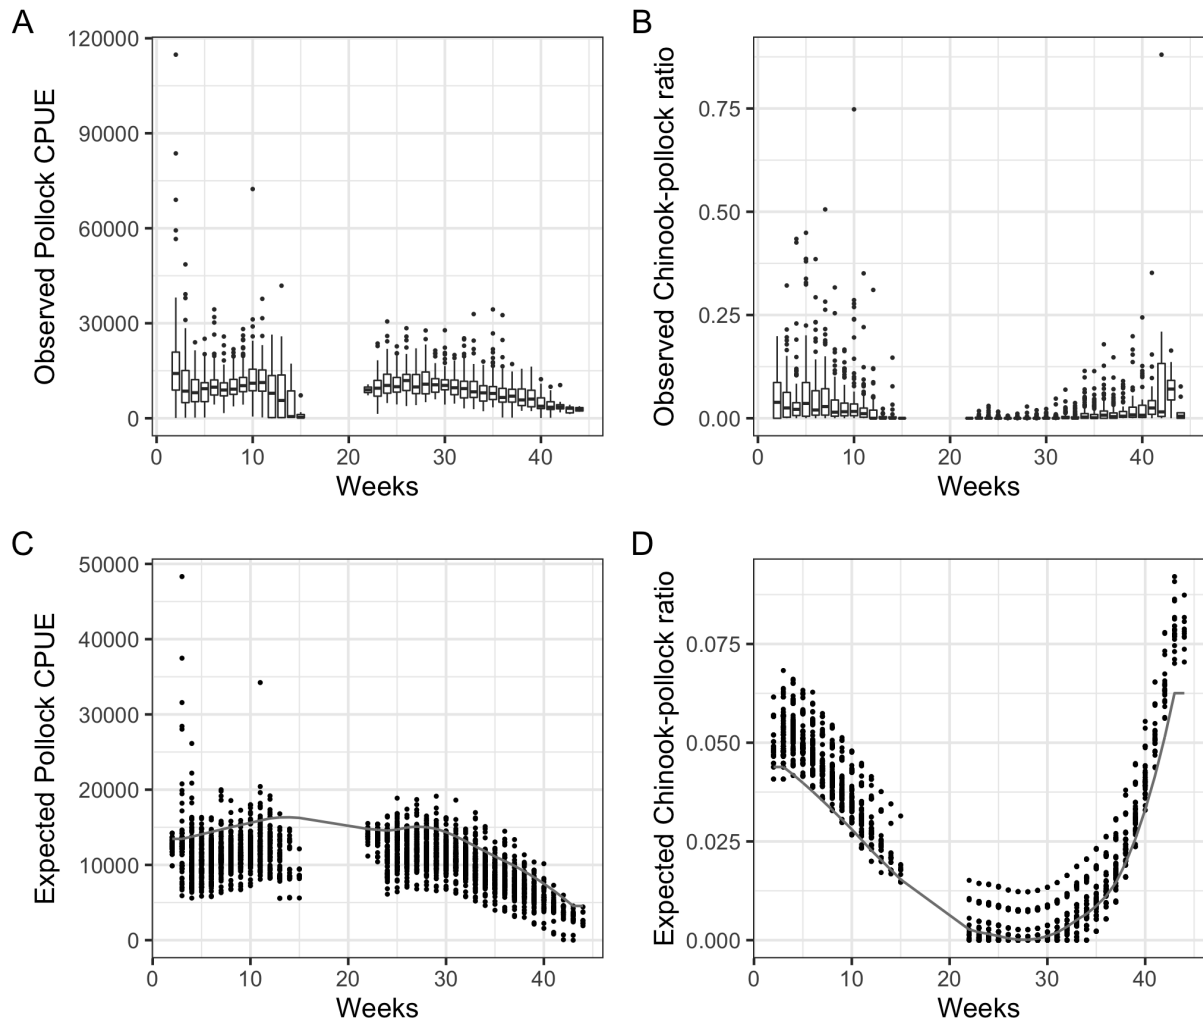 A
Observed Pollock CPUE
120000
90000
60000
30000
0
0 10 20 30 40
Weeks
B
Observed Chinook-pollock ratio
0.75
0.50
0.25
0.00
0 10 20 30 40
Weeks
C
Expected Pollock CPUE
50000
40000
30000
20000
10000
0
0 10 20 30 40
Weeks
D
Expected Chinook-pollock ratio
0.075
0.050
0.025
0.000
0 10 20 30 40
Weeks